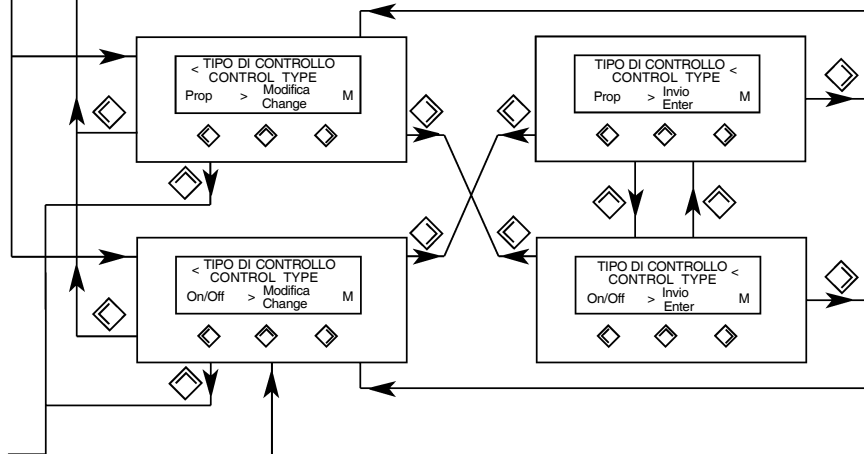 < TIPO DI CONTROLLO
CONTROL TYPE
Prop > Modifica M
Change
TIPO DI CONTROLLO
CONTROL TYPE <
Prop > Invio M
Enter
< TIPO DI CONTROLLO
CONTROL TYPE
On/Off > Modifica M
Change
TIPO DI CONTROLLO <
CONTROL TYPE
On/Off > Invio M
Enter